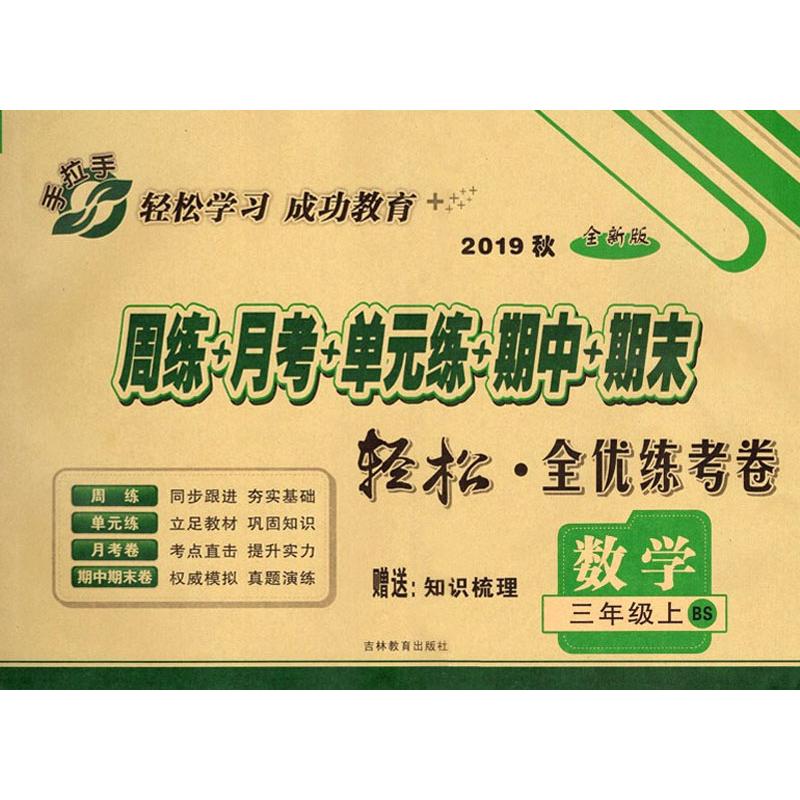 手拉手
轻松学习 成功教育
2019 秋 全新版
周练+月考+单元练+期中+期末
轻松·全优练考卷
周练 同步跟进 夯实基础
单元练 立足教材 巩固知识
月考卷 考点直击 提升实力
期中期末卷 权威模拟 真题演练
赠送：知识梳理
数学
三年级上 BS
吉林教育出版社